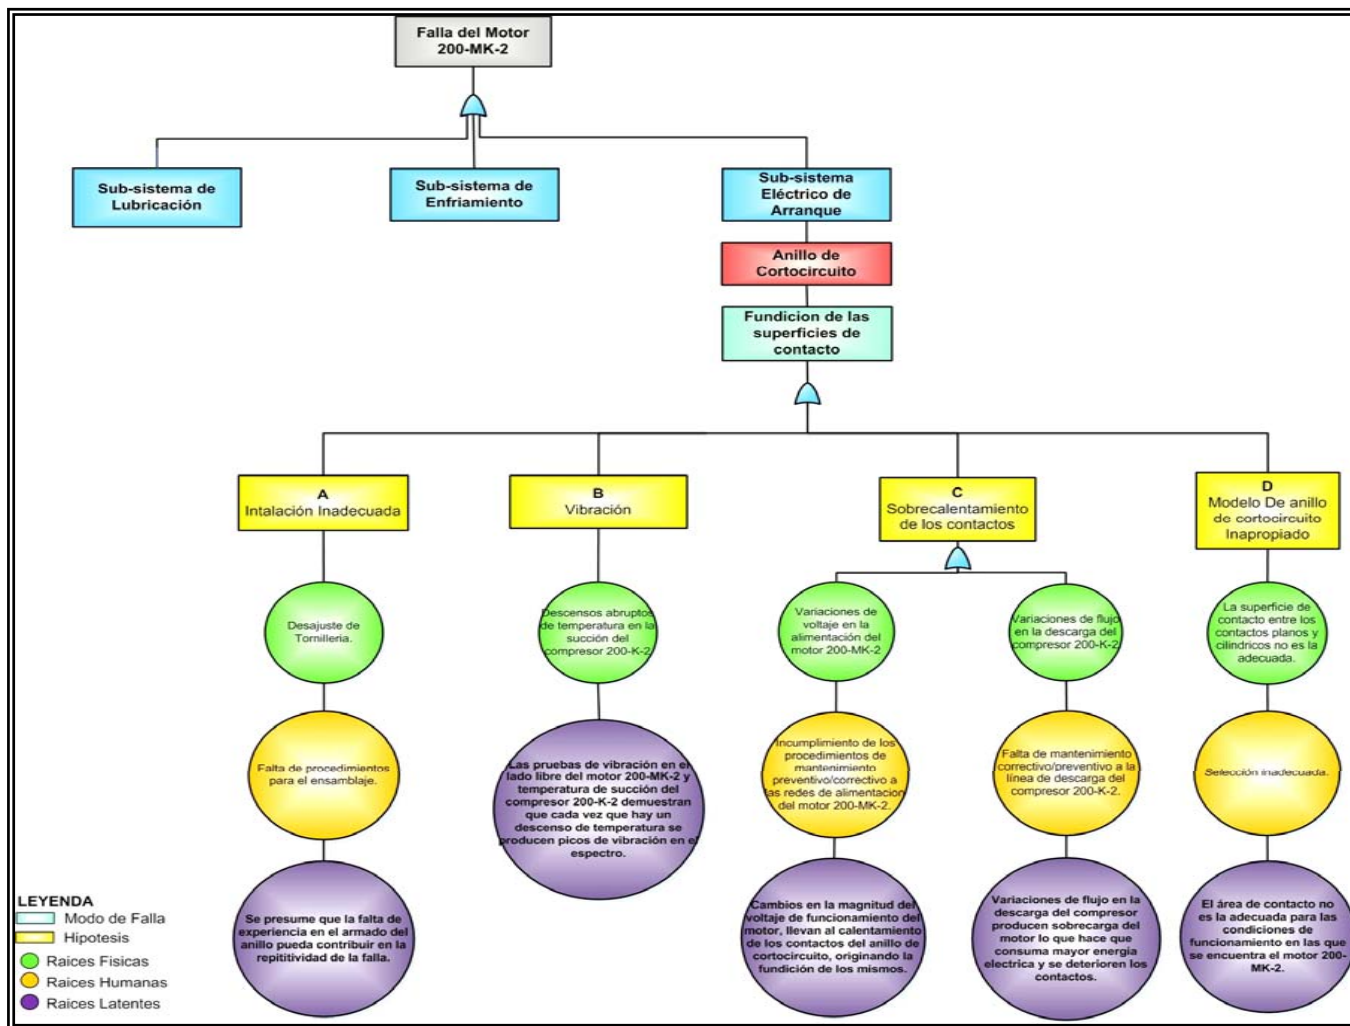 Falla del Motor
200-MK-2
Sub-sistema de
Lubricación
Sub-sistema de
Enfriamiento
Sub-sistema
Eléctrico de
Arranque
Anillo de
Cortocircuito
Fundicion de las
superficies de
contacto
A
Intalación Inadecuada
B
Vibración
C
Sobrecalentamiento
de los contactos
D
Modelo De anillo
de cortocircuito
Inapropiado
Desajuste de
Tornilleria.
Descensos abruptos
de temperatura en la
succión del
compresor 200-K-2
Variaciones de
voltaje en la
alimentación del
motor 200-MK-2
Variaciones de flujo
en la descarga del
compresor 200-K-2
La superficie de
contacto entre los
contactos planos y
cilindricos no es la
adecuada.
Falta de procedimientos
para el ensamblaje.
Las pruebas de vibración en el
lado libre del motor 200-MK-2 y
temperatura de succión del
compresor 200-K-2 demuestran
que cada vez que hay un
descenso de temperatura se
producen picos de vibración en el
espectro.
Incumplimiento de los
procedimientos de
mantenimiento
preventivo/correctivo a
las redes de alimentacion
del motor 200-MK-2.
Falta de mantenimiento
correctivo/preventivo a la
línea de descarga del
compresor 200-K-2.
Selección inadecuada.
Se presume que la falta de
experiencia en el armado del
anillo pueda contribuir en la
repititividad de la falla.
Cambios en la magnitud del
voltaje de funcionamiento del
motor, llevan al calentamiento
de los contactos del anillo de
cortocircuito, originando la
fundición de los mismos.
Variaciones de flujo en la
descarga del compresor
producen sobrecarga del
motor lo que hace que
consuma mayor energia
electrica y se deterioren los
contactos.
El área de contacto no
es la adecuada para las
condiciones de
funcionamiento en las que
se encuentra el motor 200-
MK-2.
LEYENDA
Modo de Falla
Hipotesis
Raices Fisicas
Raices Humanas
Raices Latentes